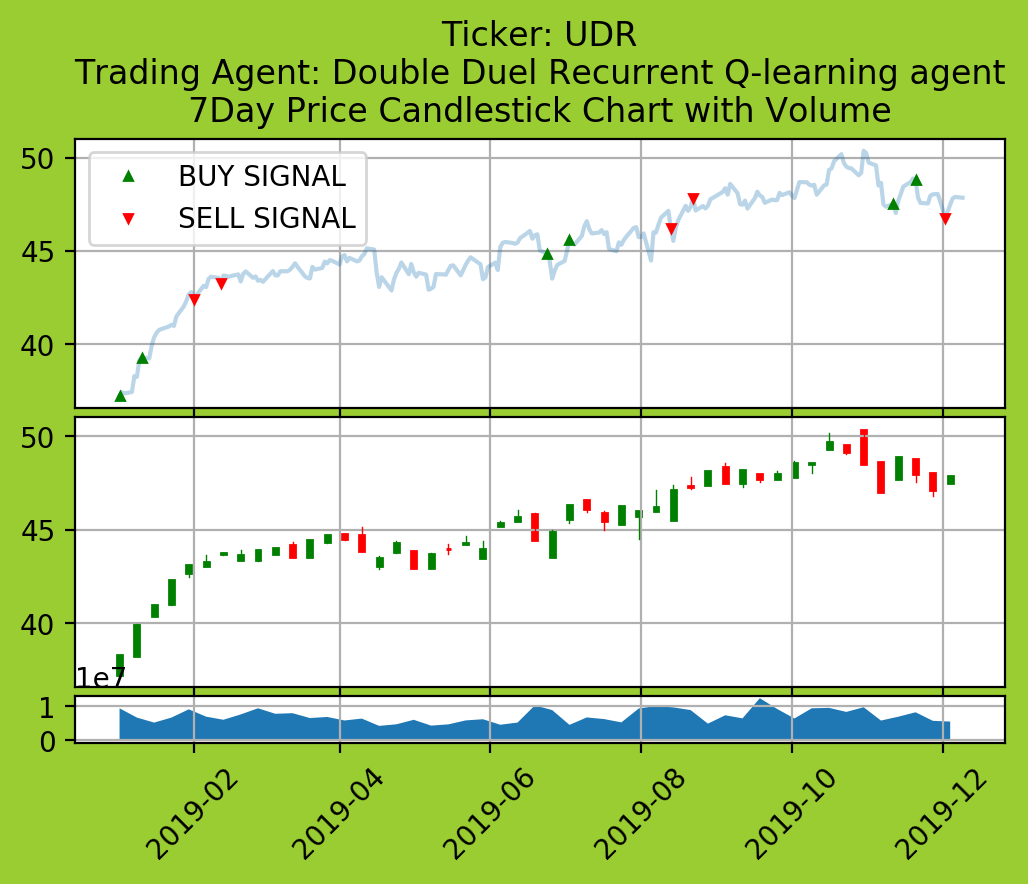 Ticker: UDR
Trading Agent: Double Duel Recurrent Q-learning agent
7Day Price Candlestick Chart with Volume
BUY SIGNAL
SELL SIGNAL
50
45
40
50
45
40
1e7
1
0
2019-02
2019-04
2019-06
2019-08
2019-10
2019-12